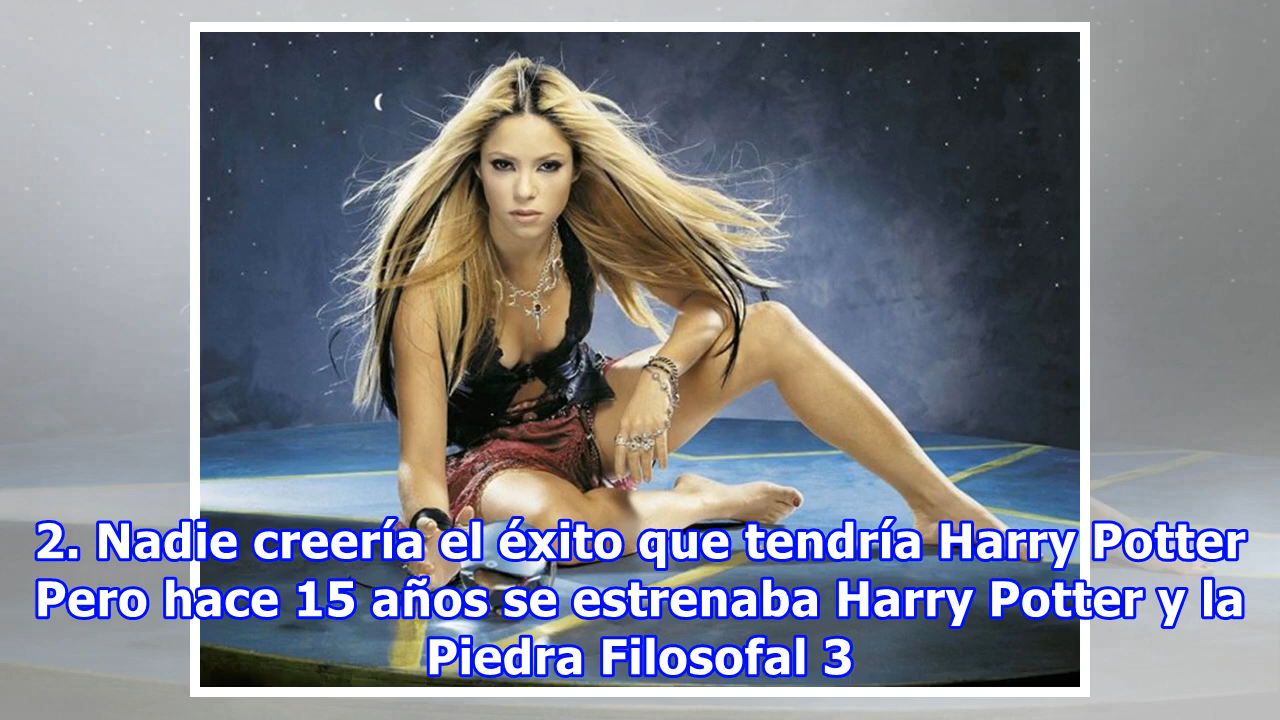 2. Nadie creería el éxito que tendría Harry Potter
Pero hace 15 años se estrenaba Harry Potter y la
Piedra Filosofal 3